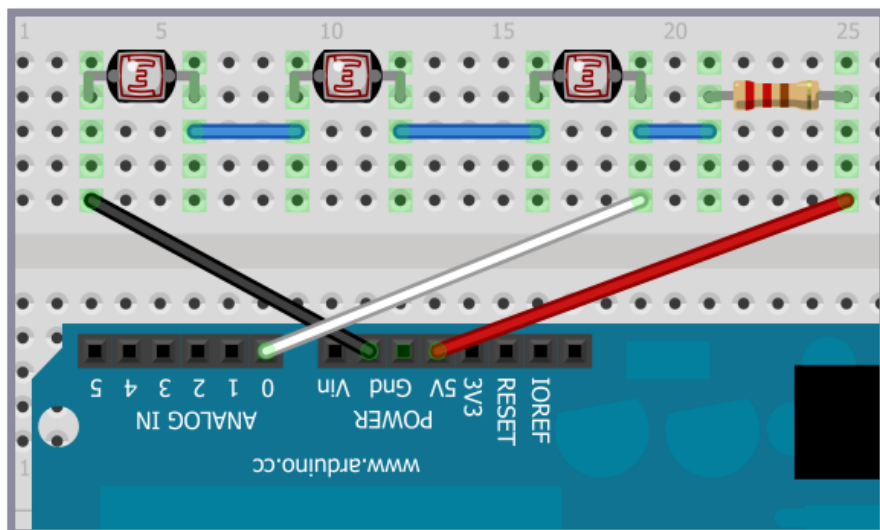 1 5 10 15 20 25
5 4 3 2 1 0 Vin Gnd 5V 3V3 RESET IOREF
ANALOG IN POWER
www.arduino.cc
1